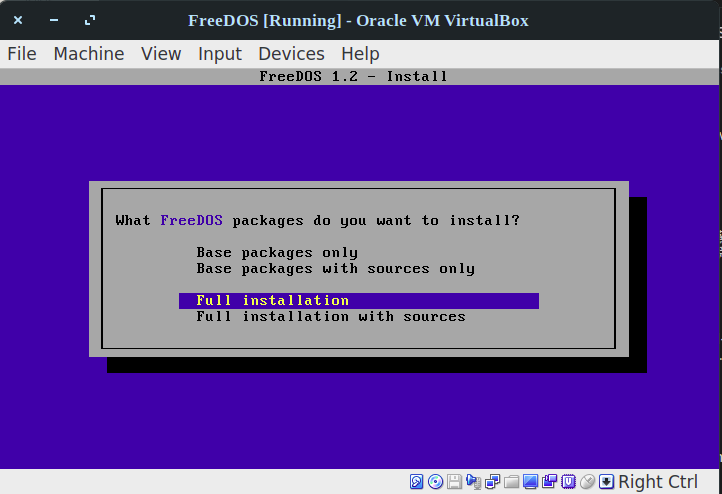 FreeDOS [Running] - Oracle VM VirtualBox
File Machine View Input Devices Help
FreeDOS 1.2 - Install
What FreeDOS packages do you want to install?
Base packages only
Base packages with sources only
Full installation
Full installation with sources
Right Ctrl